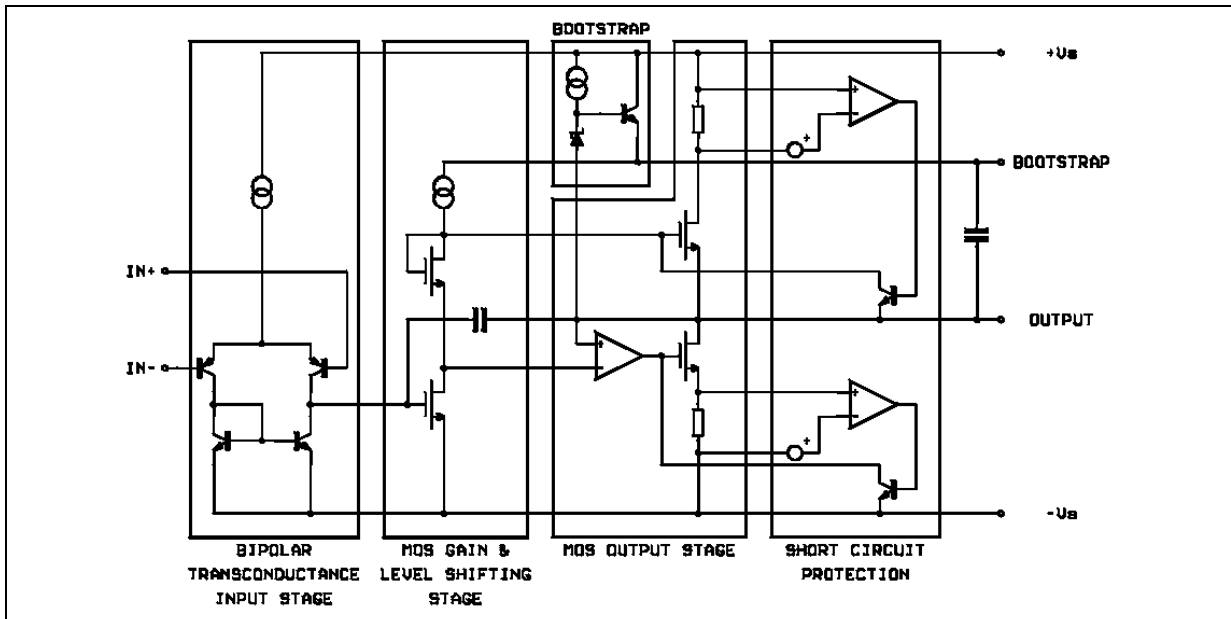 BOOTSTRAP
+Vs
+
+
-
BOOTSTRAP
IN+
OUTPUT
+
-
IN-
+
-
+
-Vs
BIPOLAR
TRANSCONDUCTANCE
INPUT STAGE
MOS GAIN &
LEVEL SHIFTING
STAGE
MOS OUTPUT STAGE
SHORT CIRCUIT
PROTECTION